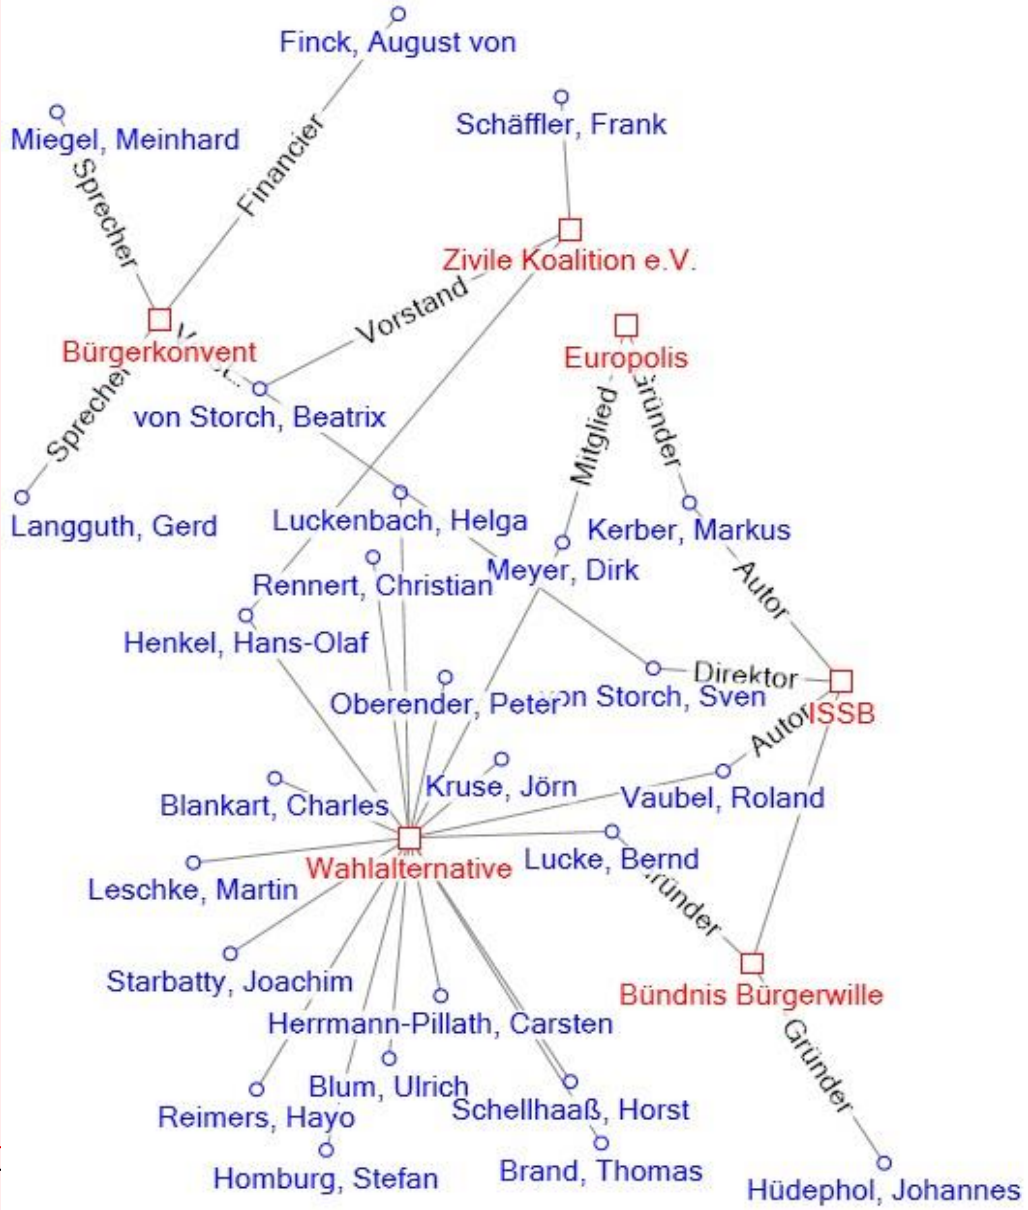 Finck, August von
Schäffler, Frank
Miegel, Meinhard
Financier
Sprecher
Zivile Koalition e.V.
Vorstand
Bürgerkonvent
Europolis
Sprecher
von Storch, Beatrix
Mitglied
Gründer
Langguth, Gerd
Luckenbach, Helga
Kerber, Markus
Meyer, Dirk
Rennert, Christian
Autor
Henkel, Hans-Olaf
Direktor
Oberender, Peter
von Storch, Sven
ISSB
Autor
Kruse, Jörn
Vaubel, Roland
Blankart, Charles
Wahlalternative
Lucke, Bernd
Leschke, Martin
Gründer
Starbatty, Joachim
Bündnis Bürgerwille
Herrmann-Pillath, Carsten
Gründer
Blum, Ulrich
Schellhaaß, Horst
Reimers, Hayo
Brand, Thomas
Homburg, Stefan
Hüdephol, Johannes